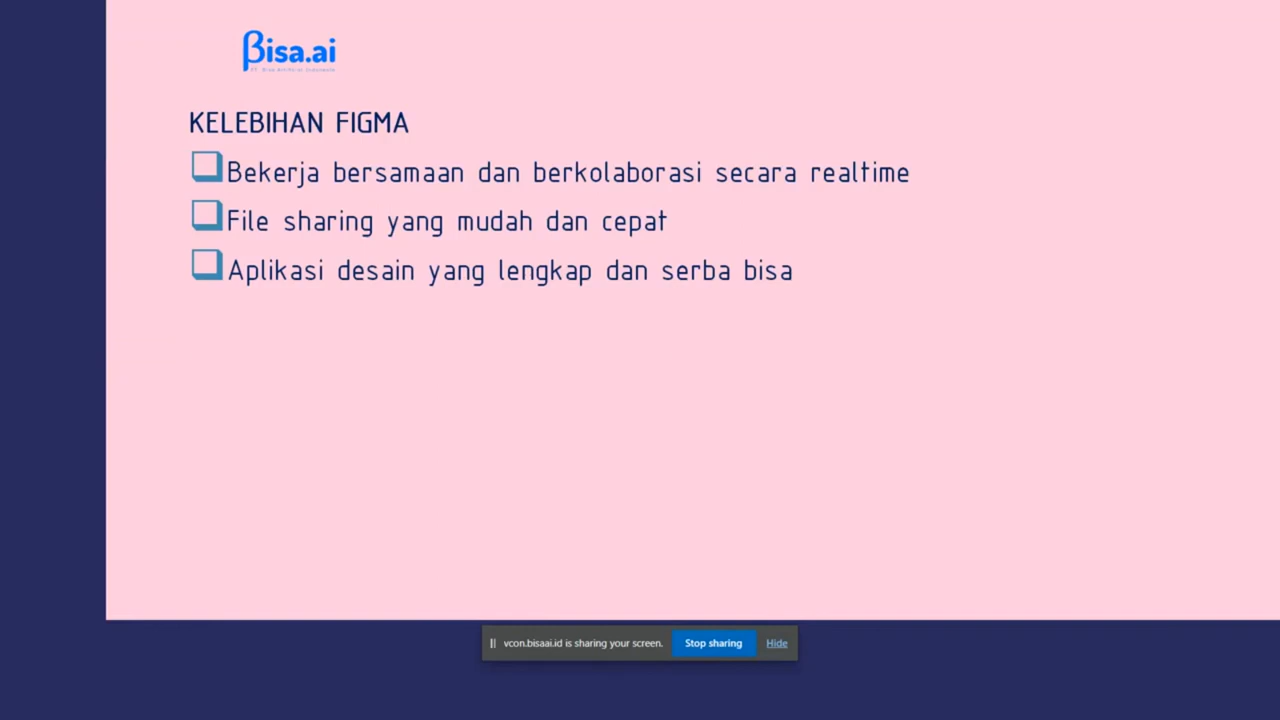 Bisa.ai
KELEBIHAN FIGMA
Bekerja bersamaan dan berkolaborasi secara realtime
File sharing yang mudah dan cepat
Aplikasi desain yang lengkap dan serba bisa
vcon.bisaai.id is sharing your screen. Stop sharing Hide